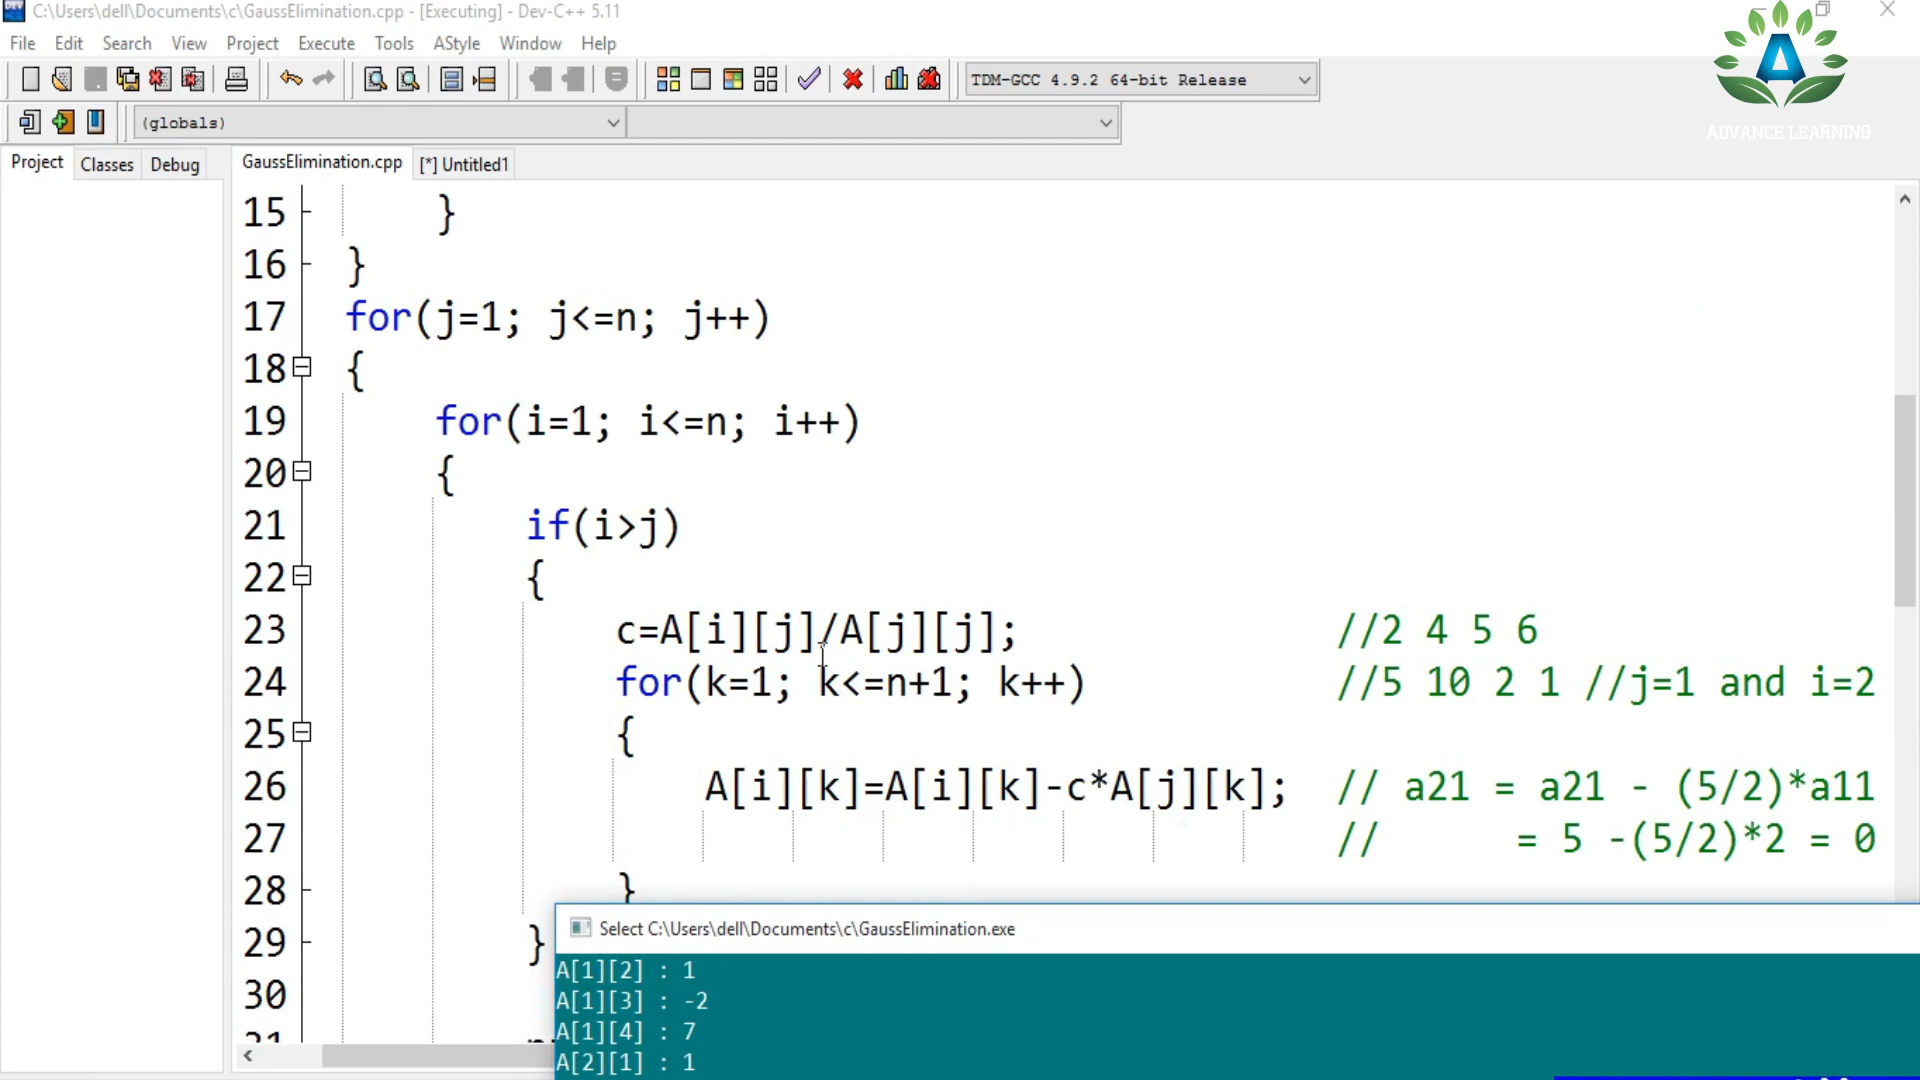 C:\Users\dell\Documents\c\GaussElimination.cpp - [Executing] - Dev-C++ 5.11
File Edit Search View Project Execute Tools AStyle Window Help
TDM-GCC 4.9.2 64-bit Release
ADVANCE LEARNING
(globals)
Project Classes Debug
GaussElimination.cpp [*] Untitled1
15 }
16 }
17 for(j=1; j<=n; j++)
18 {
19 for(i=1; i<=n; i++)
20 {
21 if(i>j)
22 {
23 c=A[i][j]/A[j][j]; //2 4 5 6
24 for(k=1; k<=n+1; k++) //5 10 2 1 //j=1 and i=2
25 {
26 A[i][k]=A[i][k]-c*A[j][k]; // a21 = a21 - (5/2)*a11
27 // = 5 -(5/2)*2 = 0
28 }
29 }
30
Select C:\Users\dell\Documents\c\GaussElimination.exe
A[1][2] : 1
A[1][3] : -2
A[1][4] : 7
A[2][1] : 1